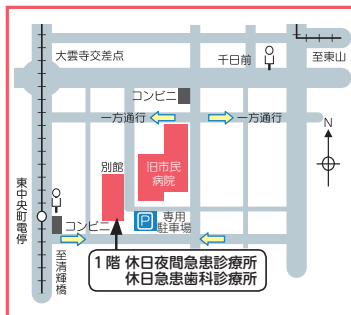 大雲寺交差点
千日前
至東山
コンビニ
一方通行
一方通行
N
別館
旧市民
病院
東中央町電停
コンビニ
P
専用
駐車場
至清輝橋
1階 休日夜間急患診療所
休日急患歯科診療所